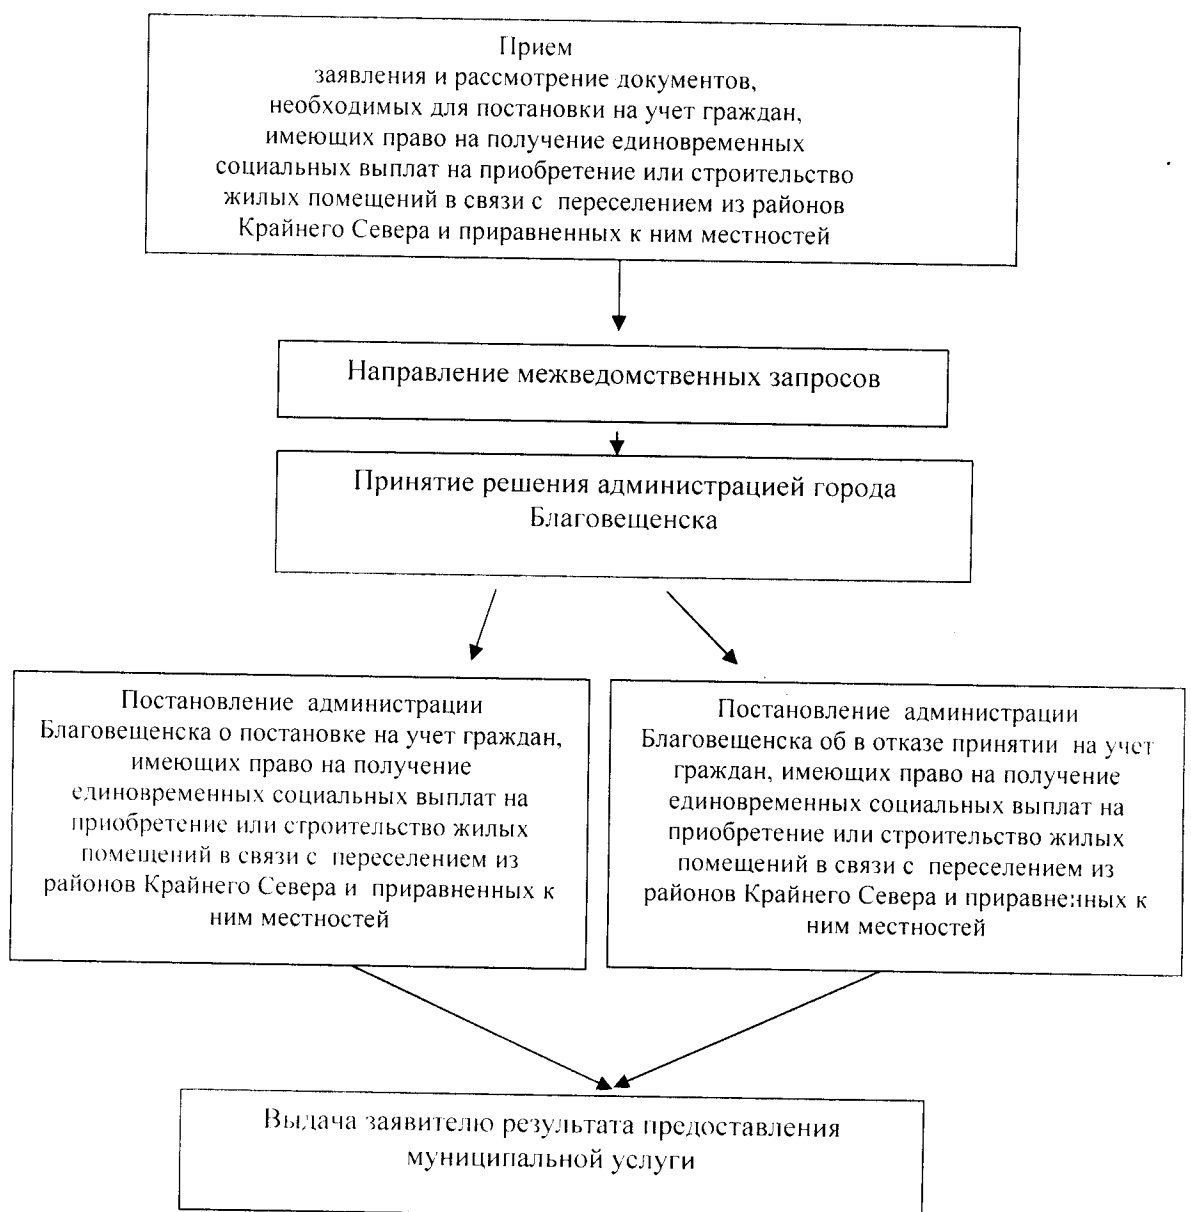 Прием
заявления и рассмотрение документов,
необходимых для постановки на учет граждан,
имеющих право на получение единовременных
социальных выплат на приобретение или строительство
жилых помещений в связи с переселением из районов
Крайнего Севера и приравненных к ним местностей
Направление межведомственных запросов
Принятие решения администрацией города
Благовещенска
Постановление администрации
Благовещенска о постановке на учет граждан,
имеющих право на получение
единовременных социальных выплат на
приобретение или строительство жилых
помещений в связи с переселением из
районов Крайнего Севера и приравненных к
ним местностей
Постановление администрации
Благовещенска об в отказе принятии на учет
граждан, имеющих право на получение
единовременных социальных выплат на
приобретение или строительство жилых
помещений в связи с переселением из
районов Крайнего Севера и приравненных к
ним местностей
Выдача заявителю результата предоставления
муниципальной услуги